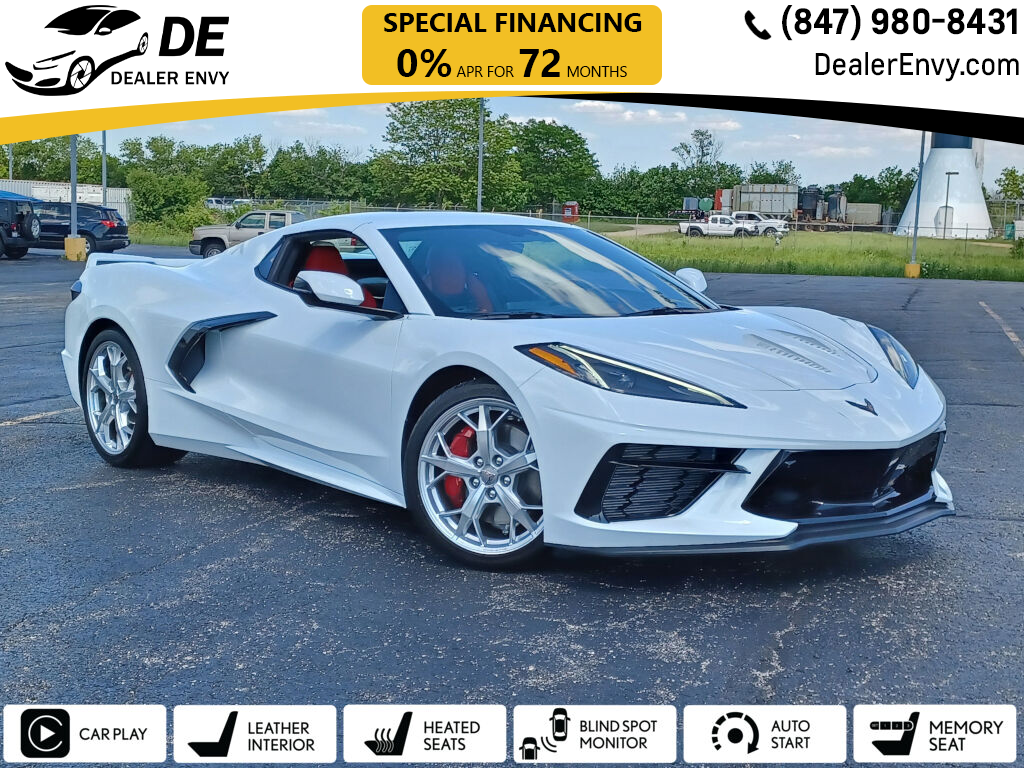 DE
DEALER ENVY
SPECIAL FINANCING
0% APR FOR 72 MONTHS
(847) 980-8431
DealerEnvy.com
CAR PLAY
LEATHER
INTERIOR
HEATED
SEATS
BLIND SPOT
MONITOR
AUTO
START
MEMORY
SEAT